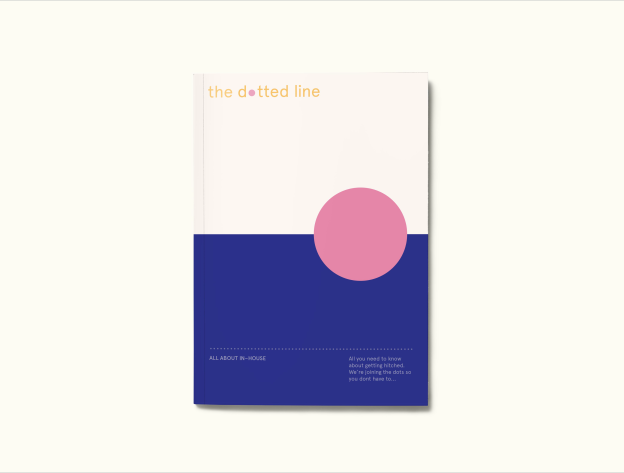 the dotted line
ALL ABOUT IN-HOUSE
All you need to know
about getting hitched.
We're joining the dots so
you dont have to...